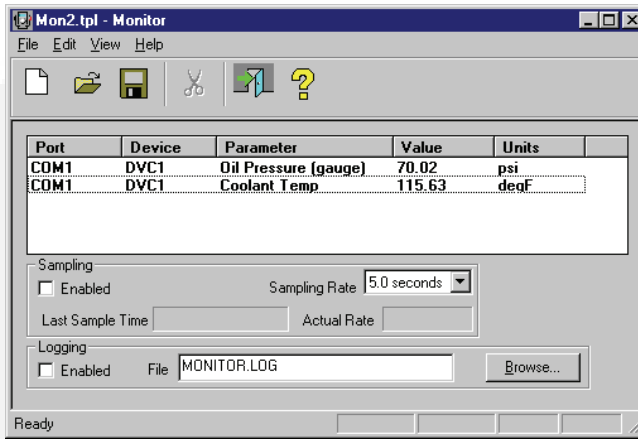 Mon2.tpl - Monitor
File Edit View Help
Port Device Parameter Value Units
COM1 DVC1 Oil Pressure (gauge) 70.02 psi
COM1 DVC1 Coolant Temp 115.63 degF
Sampling
Enabled Sampling Rate 5.0 seconds
Last Sample Time Actual Rate
Logging
Enabled File MONITOR.LOG Browse...
Ready